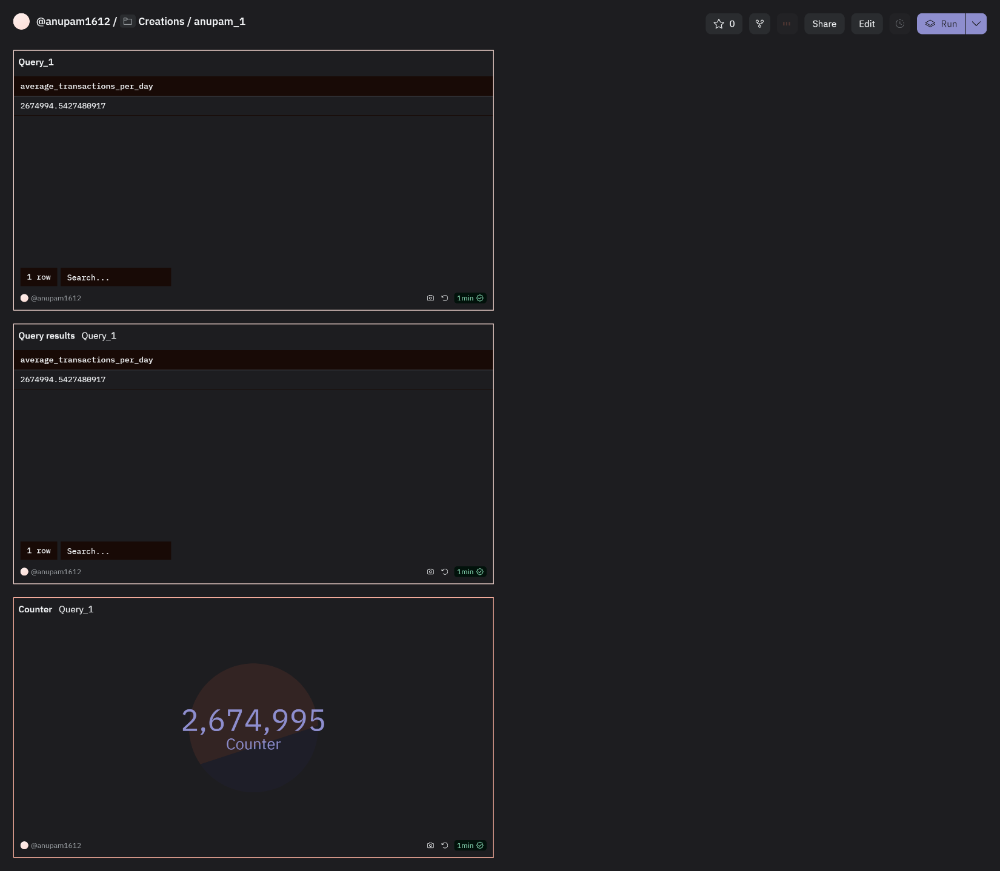 @anupam1612 / Creations / anupam_1
0 Share Edit Run
Query_1
average_transactions_per_day
2674994.5427480917
1 row Search...
@anupam1612 1min
Query results Query_1
average_transactions_per_day
2674994.5427480917
1 row Search...
@anupam1612 1min
Counter Query_1
2,674,995
Counter
@anupam1612 1min